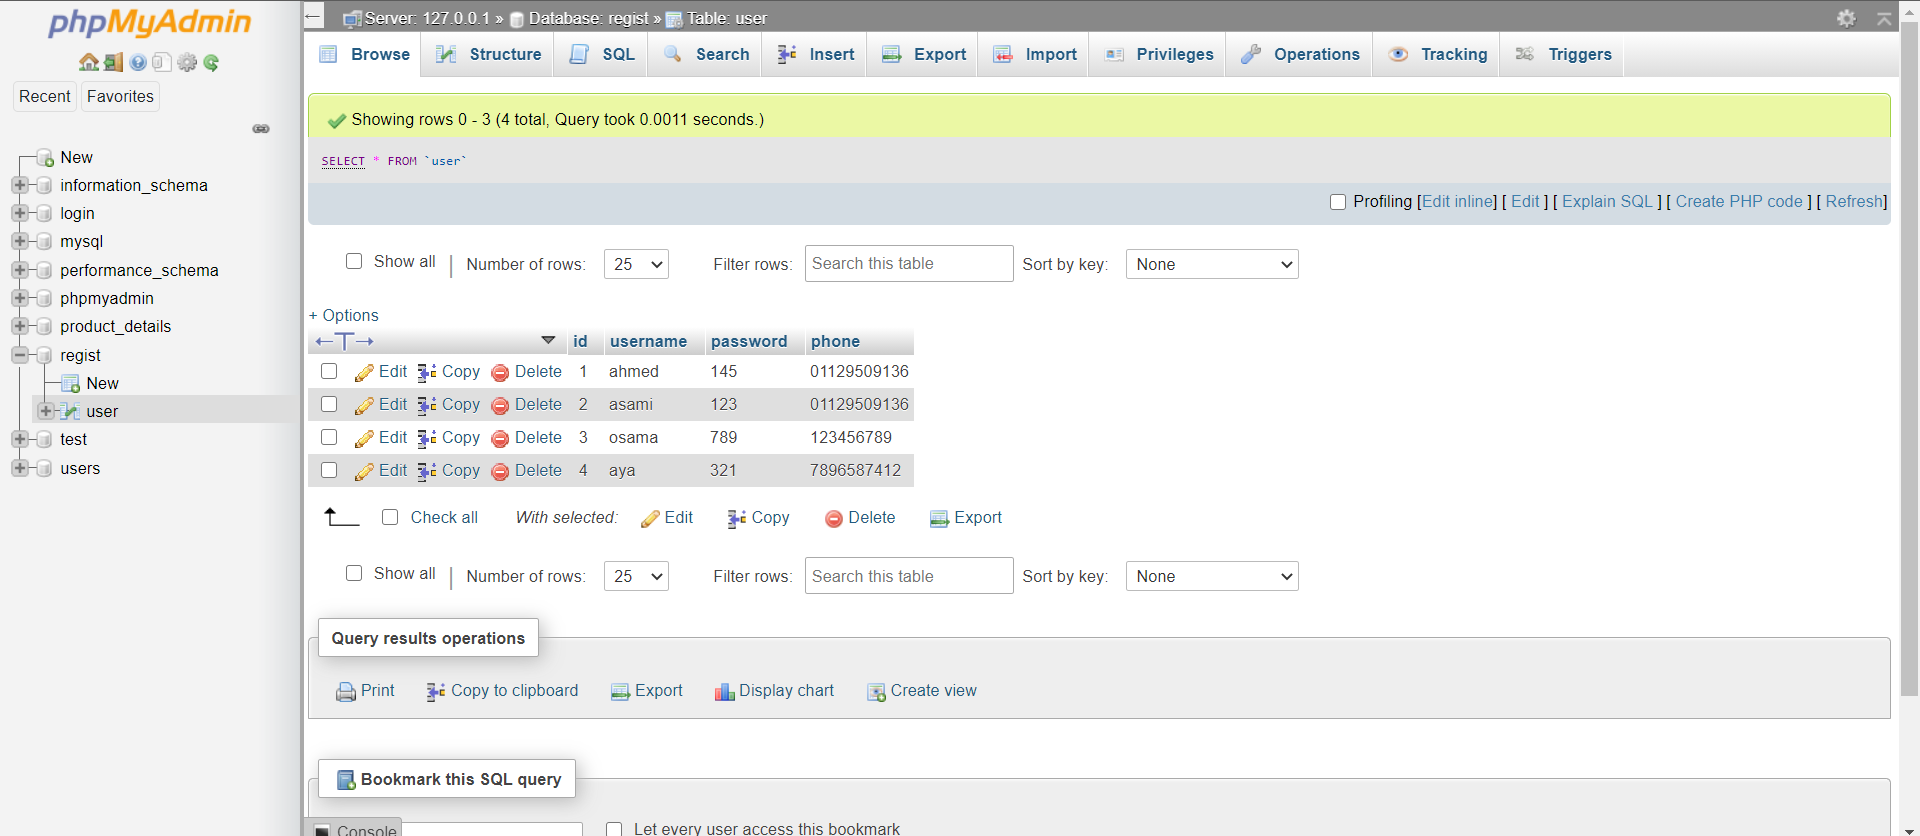 phpMyAdmin
Recent Favorites
New
information_schema
login
mysql
performance_schema
phpmyadmin
product_details
regist
New
user
test
users
Server: 127.0.0.1 » Database: regist » Table: user
Browse Structure SQL Search Insert Export Import Privileges Operations Tracking Triggers
Showing rows 0 - 3 (4 total, Query took 0.0011 seconds.)
SELECT * FROM `user`
Profiling [Edit inline] [ Edit ] [ Explain SQL ] [ Create PHP code ] [ Refresh]
Show all | Number of rows: 25 Filter rows: Search this table Sort by key: None
+ Options
←T→ id username password phone
Edit Copy Delete 1 ahmed 145 01129509136
Edit Copy Delete 2 asami 123 01129509136
Edit Copy Delete 3 osama 789 123456789
Edit Copy Delete 4 aya 321 7896587412
Check all With selected: Edit Copy Delete Export
Show all | Number of rows: 25 Filter rows: Search this table Sort by key: None
Query results operations
Print Copy to clipboard Export Display chart Create view
Bookmark this SQL query
Console Let every user access this bookmark